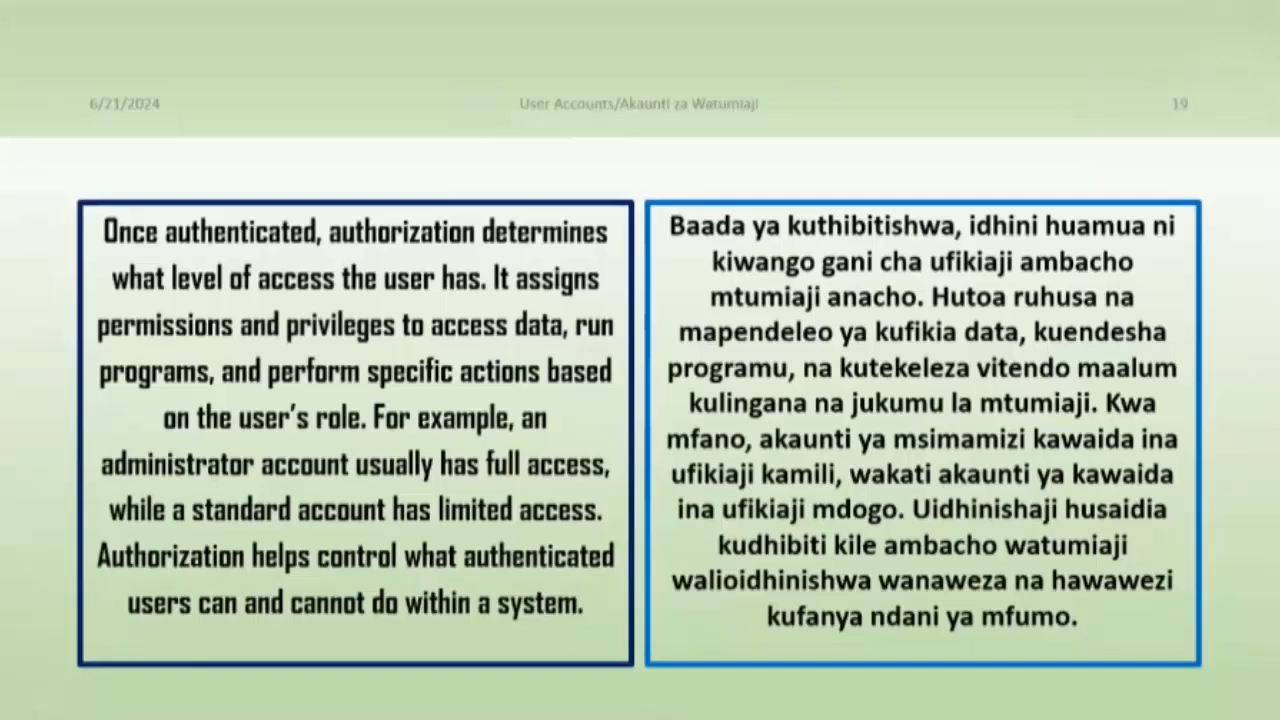 6/21/2024
User Accounts/Akaunti za Watumiaji
19
Once authenticated, authorization determines
what level of access the user has. It assigns
permissions and privileges to access data, run
programs, and perform specific actions based
on the user's role. For example, an
administrator account usually has full access,
while a standard account has limited access.
Authorization helps control what authenticated
users can and cannot do within a system.
Baada ya kuthibitishwa, idhini huamua ni
kiwango gani cha ufikiaji ambacho
mtumiaji anacho. Hutoa ruhusa na
mapendeleo ya kufikia data, kuendesha
programu, na kutekeleza vitendo maalum
kulingana na jukumu la mtumiaji. Kwa
mfano, akaunti ya msimamizi kawaida ina
ufikiaji kamili, wakati akaunti ya kawaida
ina ufikiaji mdogo. Uidhinishaji husaidia
kudhibiti kile ambacho watumiaji
walioidhinishwa wanaweza na hawawezi
kufanya ndani ya mfumo.